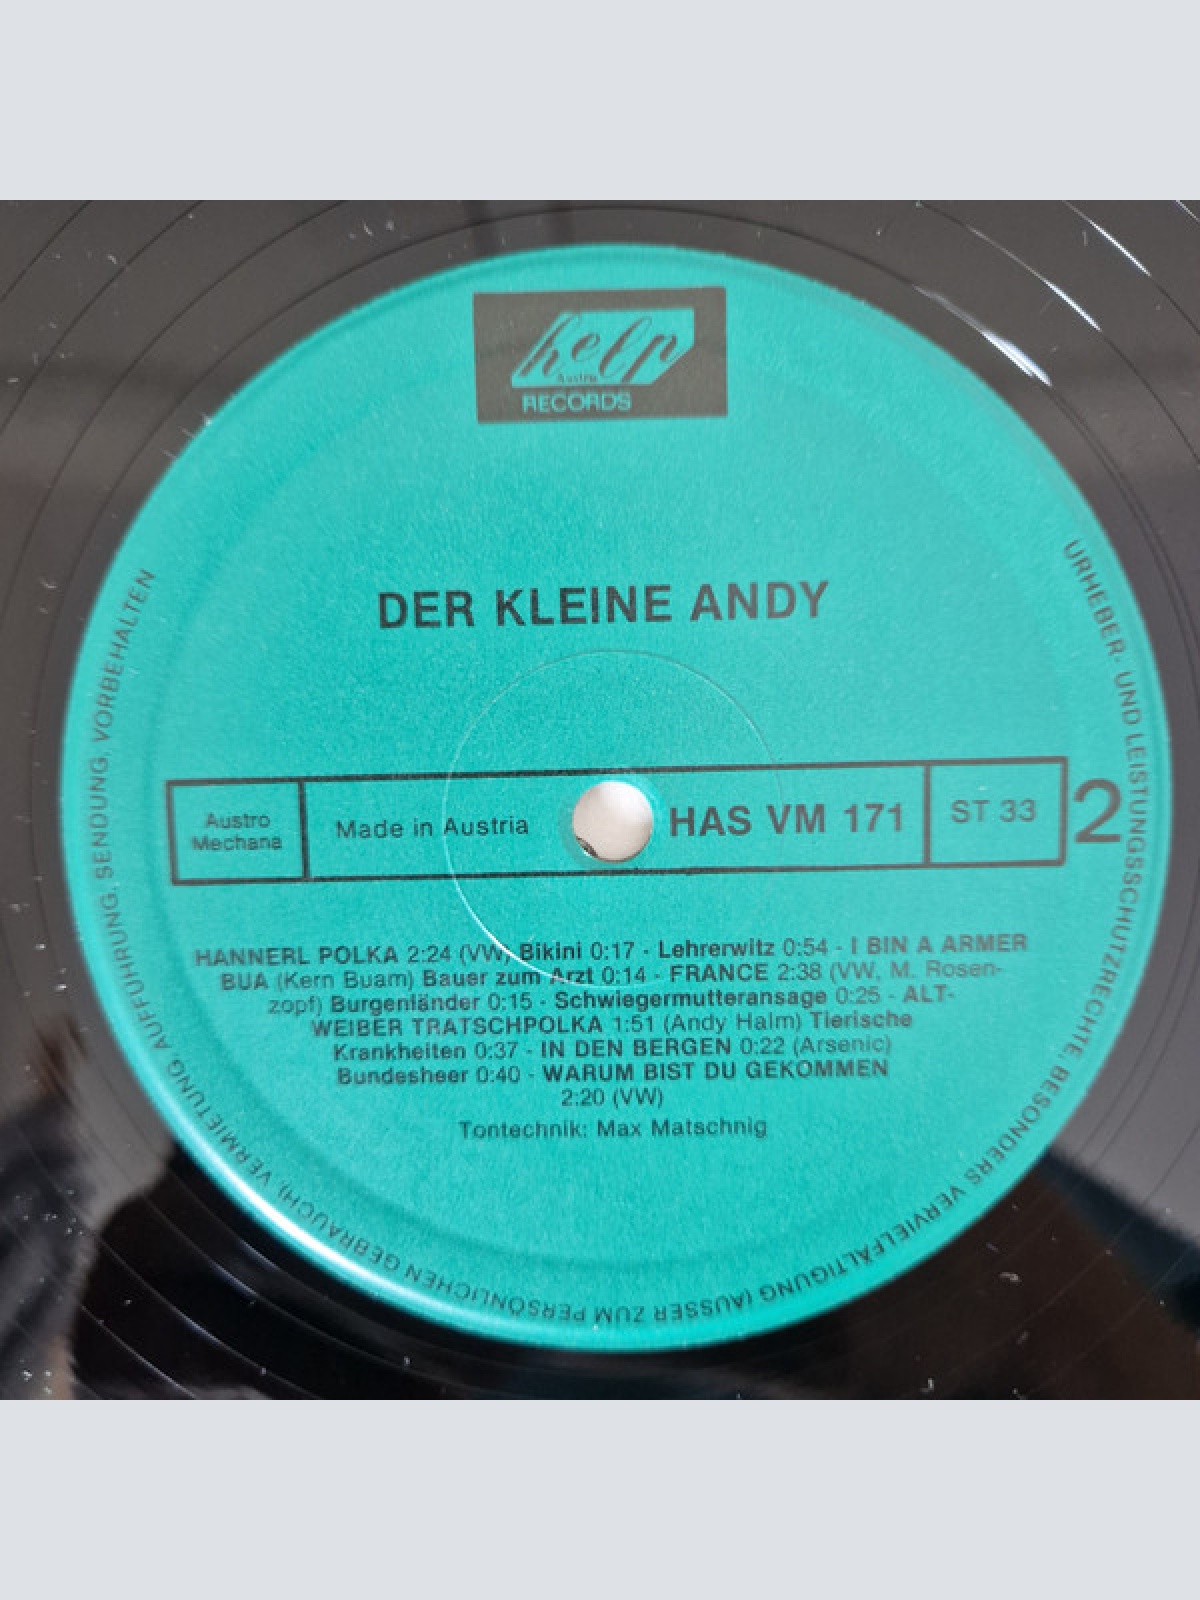 help
Austria
RECORDS
DER KLEINE ANDY
Austro
Mechana
Made in Austria
HAS VM 171
ST 33
2
HANNERL POLKA 2:24 (VW) Bikini 0:17 - Lehrerwitz 0:54 - I BIN A ARMER
BUA (Kern Buam) Bauer zum Arzt 0:14 - FRANCE 2:38 (VW. M. Rosen-
zopf) Burgenländer 0:15 - Schwiegermutteransage 0:25 - ALT-
WEIBER TRATSCHPOLKA 1:51 (Andy Halm) Tierische
Krankheiten 0:37 - IN DEN BERGEN 0:22 (Arsenic)
Bundesheer 0:40 - WARUM BIST DU GEKOMMEN
2:20 (VW)
Tontechnik: Max Matschnig
URHEBER- UND LEISTUNGSSCHUTZRECHTE, BESONDERS VERVIELFÄLTIGUNG (AUSSER ZUM PERSÖNLICHEN GEBRAUCH), VERMIETUNG, AUFFÜHRUNG, SENDUNG, VORBEHALTEN